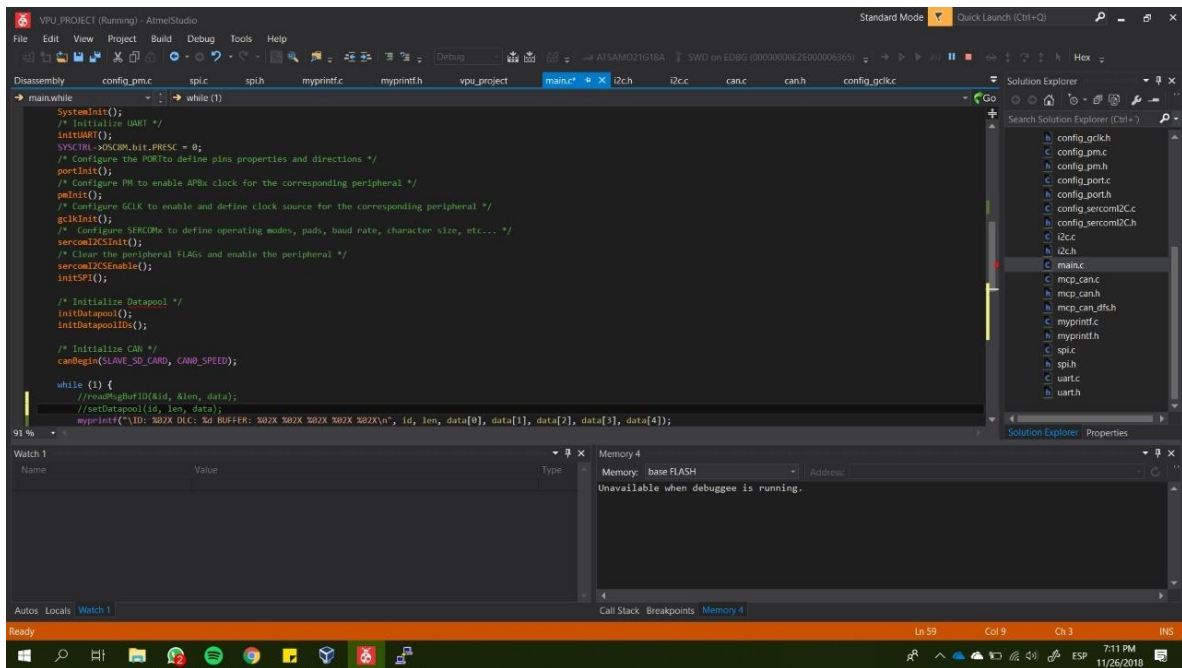 VPU_PROJECT (Running) - AtmelStudio
Standard Mode
Quick Launch (Ctrl+Q)
File Edit View Project Build Debug Tools Help
Debug
ATSAMD21G18A
SWD on EDBG
Hex
Disassembly config_pm.c spi.c spi.h myprintf.c myprintf.h vpu_project main.c* i2c.h i2c.c can.c can.h config_gclk.c
main.while
while (1)
Go
SystemInit();
/* Initialize UART */
initUART();
SYSCTRL->OSC8M.bit.PRESC = 0;
/* Configure the PORTto define pins properties and directions */
portInit();
/* Configure PM to enable APBx clock for the corresponding peripheral */
pmInit();
/* Configure GCLK to enable and define clock source for the corresponding peripheral */
gclkInit();
/*  Configure SERCOMx to define operating modes, pads, baud rate, character size, etc... */
sercomI2CSInit();
/* Clear the peripheral FLAGs and enable the peripheral */
sercomI2CSEnable();
initSPI();
/* Initialize Datapool */
initDatapool();
initDatapoolIDs();
/* Initialize CAN */
canBegin(SLAVE_SD_CARD, CAN0_SPEED);
while (1) {
//readMsgBufID(&id, &len, data);
//setDatapool(id, len, data);
myprintf("\ID: %02X DLC: %d BUFFER: %02X %02X %02X %02X %02X\n", id, len, data[0], data[1], data[2], data[3], data[4]);
91 %
Solution Explorer
Search Solution Explorer (Ctrl+´)
config_gclk.h
config_pm.c
config_pm.h
config_port.c
config_port.h
config_sercomI2C.c
config_sercomI2C.h
i2c.c
i2c.h
main.c
mcp_can.c
mcp_can.h
mcp_can_dfs.h
myprintf.c
myprintf.h
spi.c
spi.h
uart.c
uart.h
Solution Explorer Properties
Watch 1
Name Value Type
Autos Locals Watch 1
Memory 4
Memory: base FLASH
Address:
Unavailable when debuggee is running.
Call Stack Breakpoints Memory 4
Ready
Ln 59 Col 9 Ch 3 INS
ESP
7:11 PM
11/26/2018